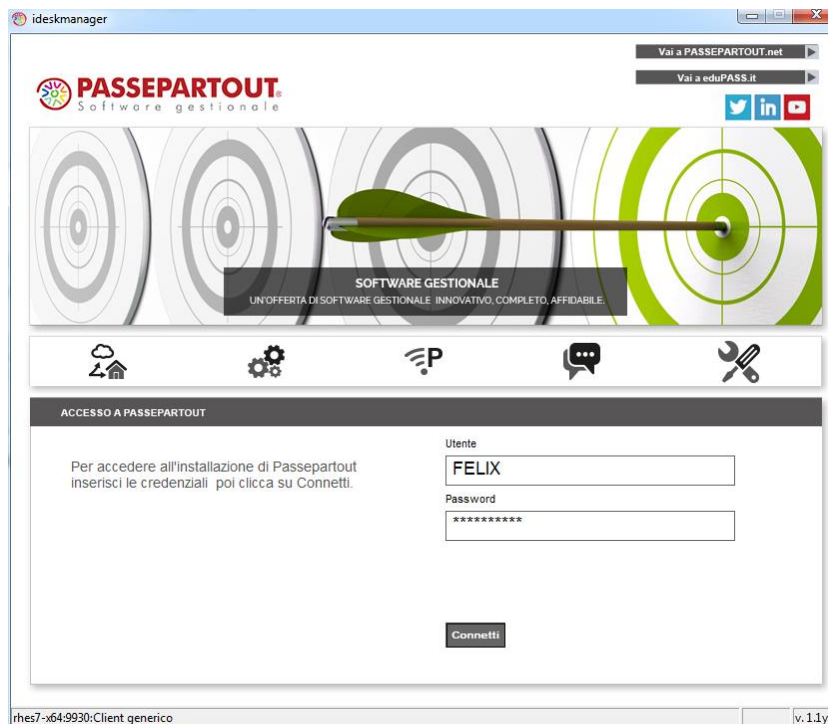 ideskmanager
Vai a PASSEPARTOUT.net
Vai a eduPASS.it
PASSEPARTOUT®
Software gestionale
SOFTWARE GESTIONALE
UN'OFFERTA DI SOFTWARE GESTIONALE INNOVATIVO, COMPLETO, AFFIDABILE.
P
ACCESSO A PASSEPARTOUT
Per accedere all'installazione di Passepartout
inserisci le credenziali poi clicca su Connetti.
Utente
FELIX
Password
**********
Connetti
rhes7-x64:9930:Client generico
v. 1.1